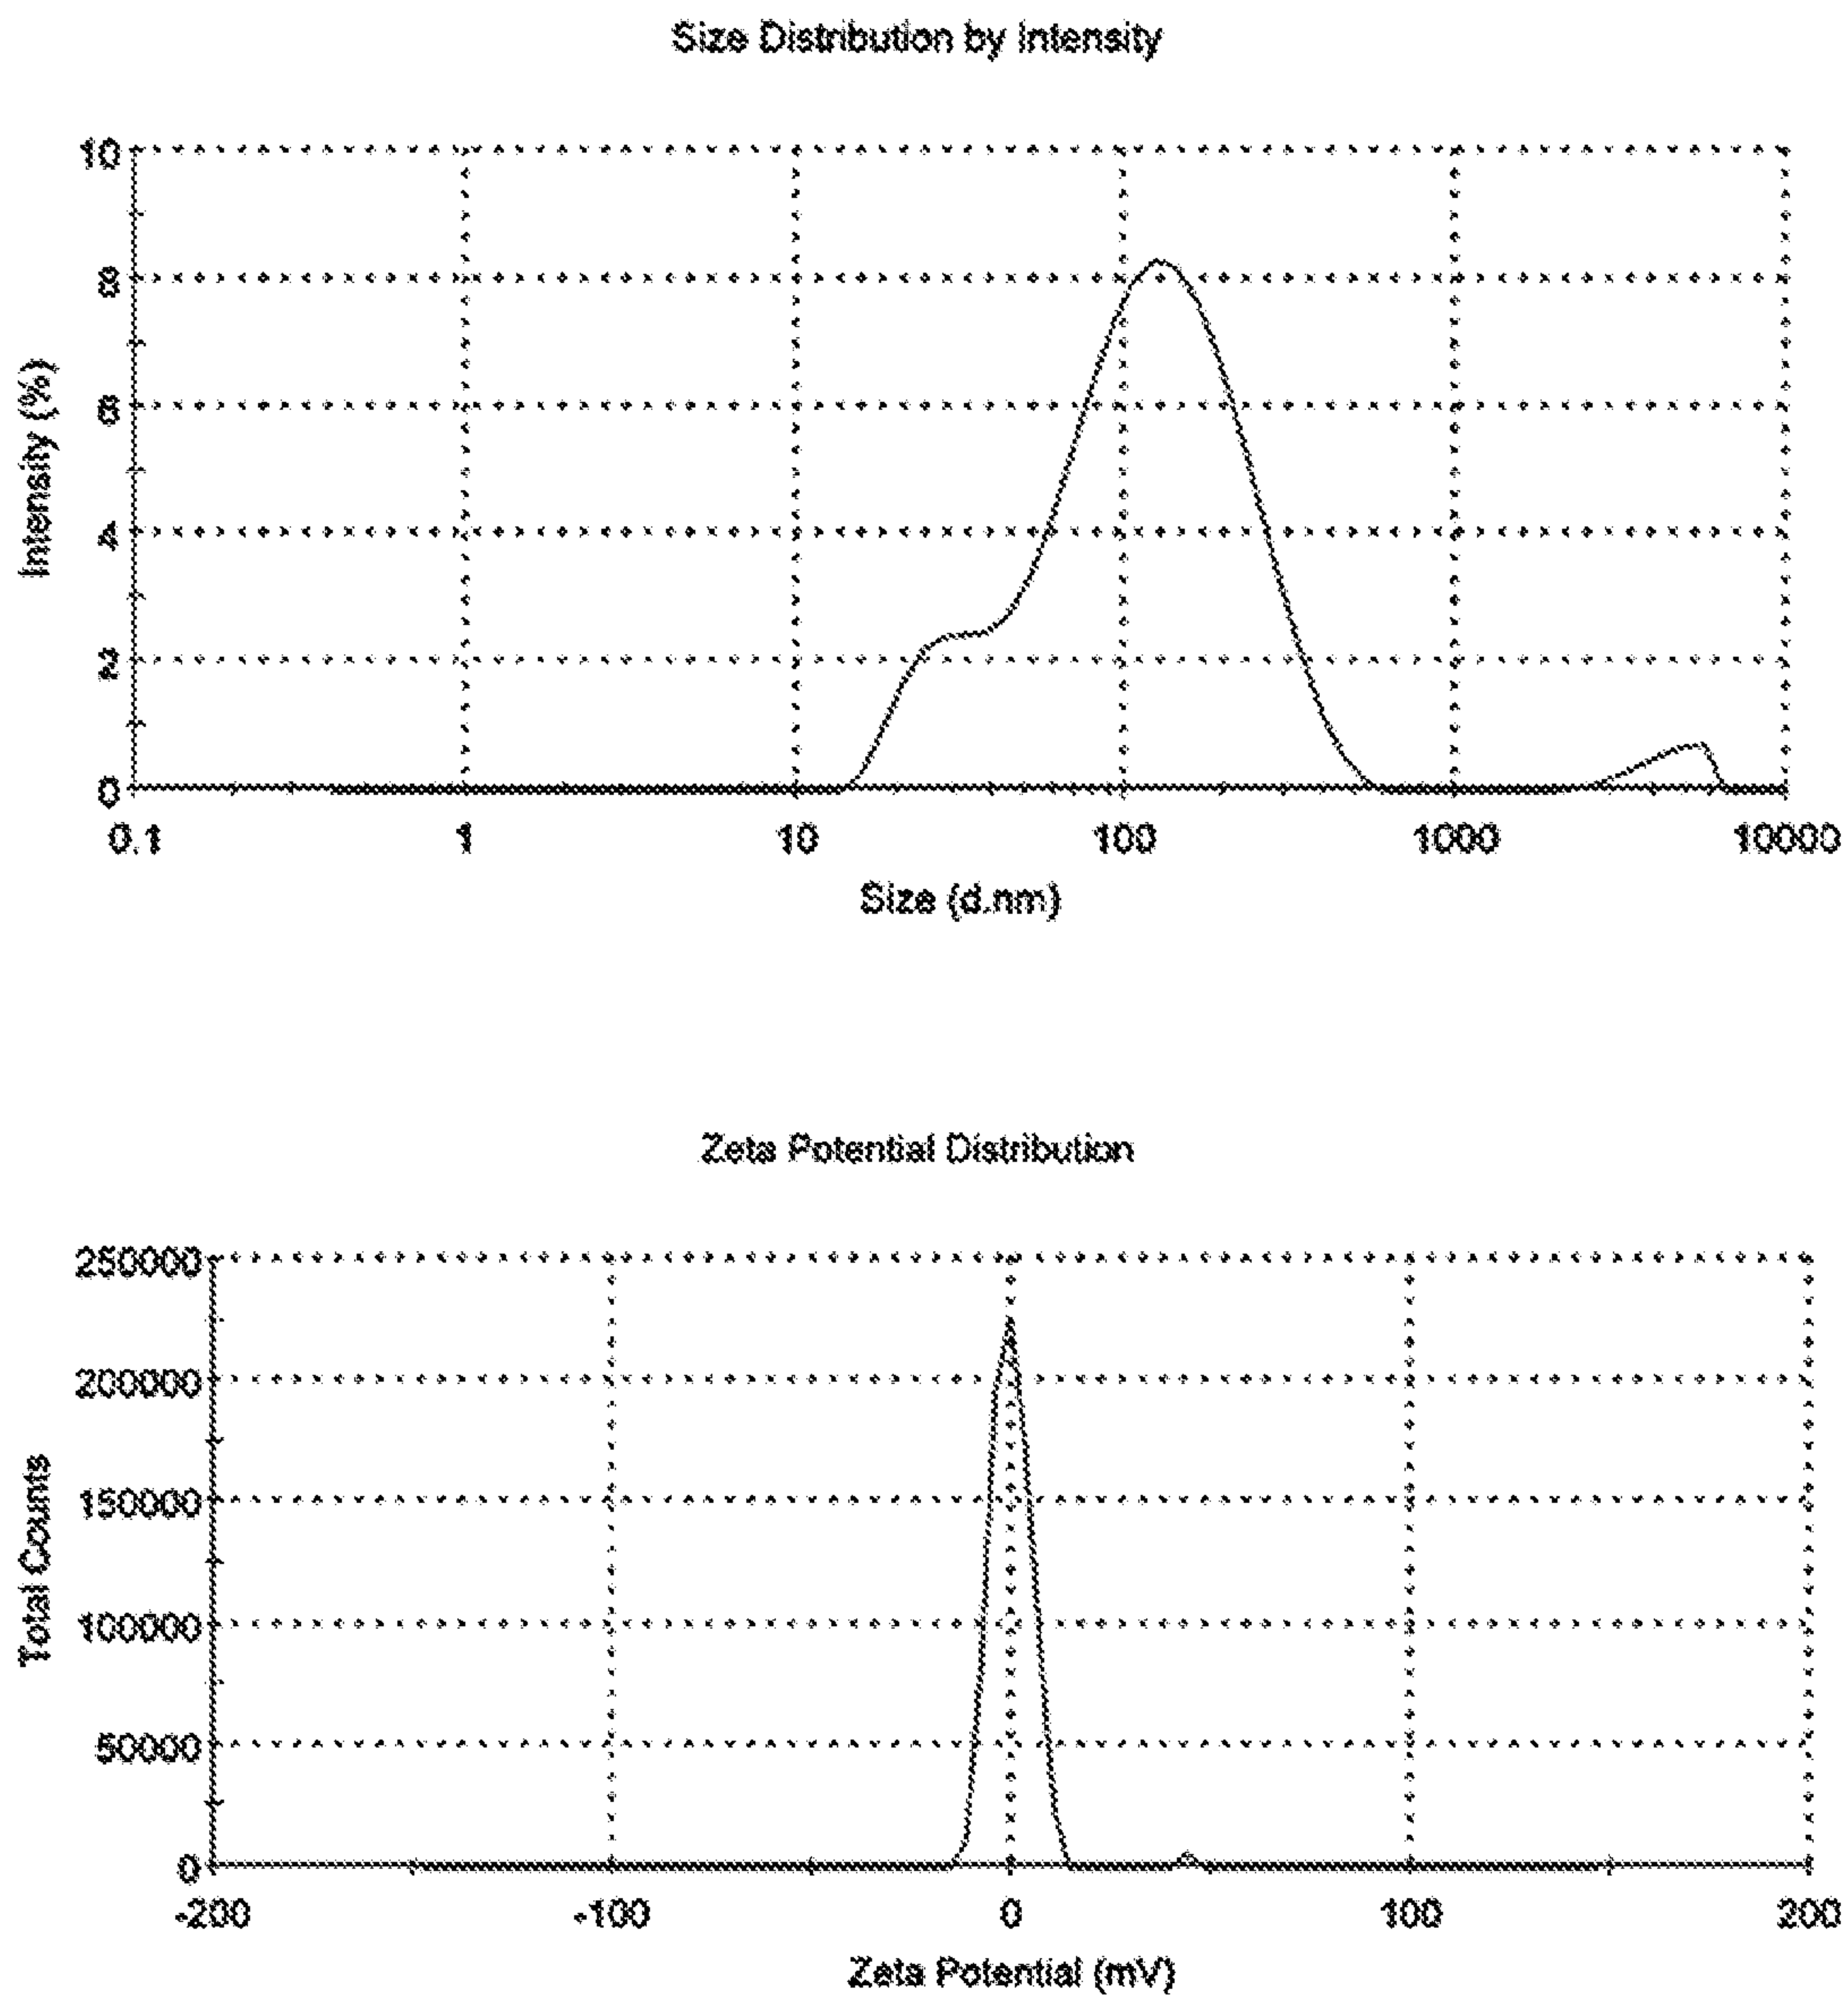 Size Distribution by Intensity
10
8
6
4
2
0
Intensity (%)
0.1 1 10 100 1000 10000
Size (d.nm)
Zeta Potential Distribution
250000
200000
150000
100000
50000
0
Total Counts
-200 -100 0 100 200
Zeta Potential (mV)